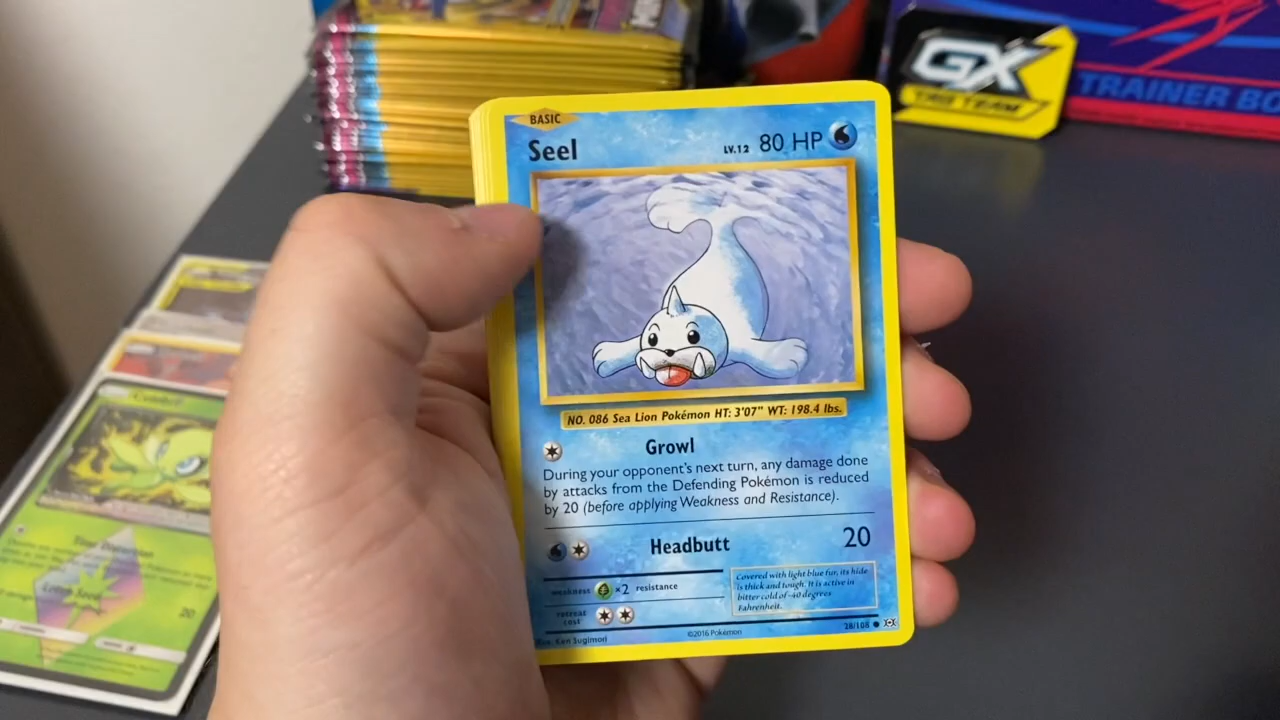 GX
TAG TEAM
TRAINER BO
BASIC
Seel
LV.12 80 HP
NO. 086 Sea Lion Pokémon HT: 3'07" WT: 198.4 lbs.
Growl
During your opponent's next turn, any damage done
by attacks from the Defending Pokémon is reduced
by 20 (before applying Weakness and Resistance).
Headbutt 20
weakness ×2 resistance
retreat
cost
Covered with light blue fur, its hide
is thick and tough. It is active in
bitter cold of -40 degrees
Fahrenheit.
Illus. Ken Sugimori
©2016 Pokémon
28/108
20